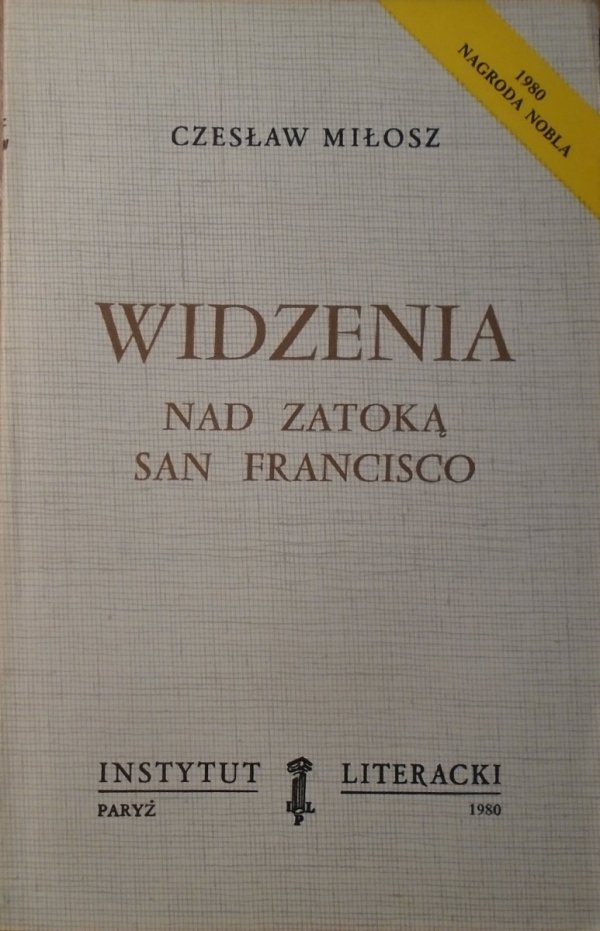 1980
NAGRODA NOBLA
CZESŁAW MIŁOSZ
WIDZENIA
NAD ZATOKĄ
SAN FRANCISCO
INSTYTUT LITERACKI
PARYŻ I L P 1980